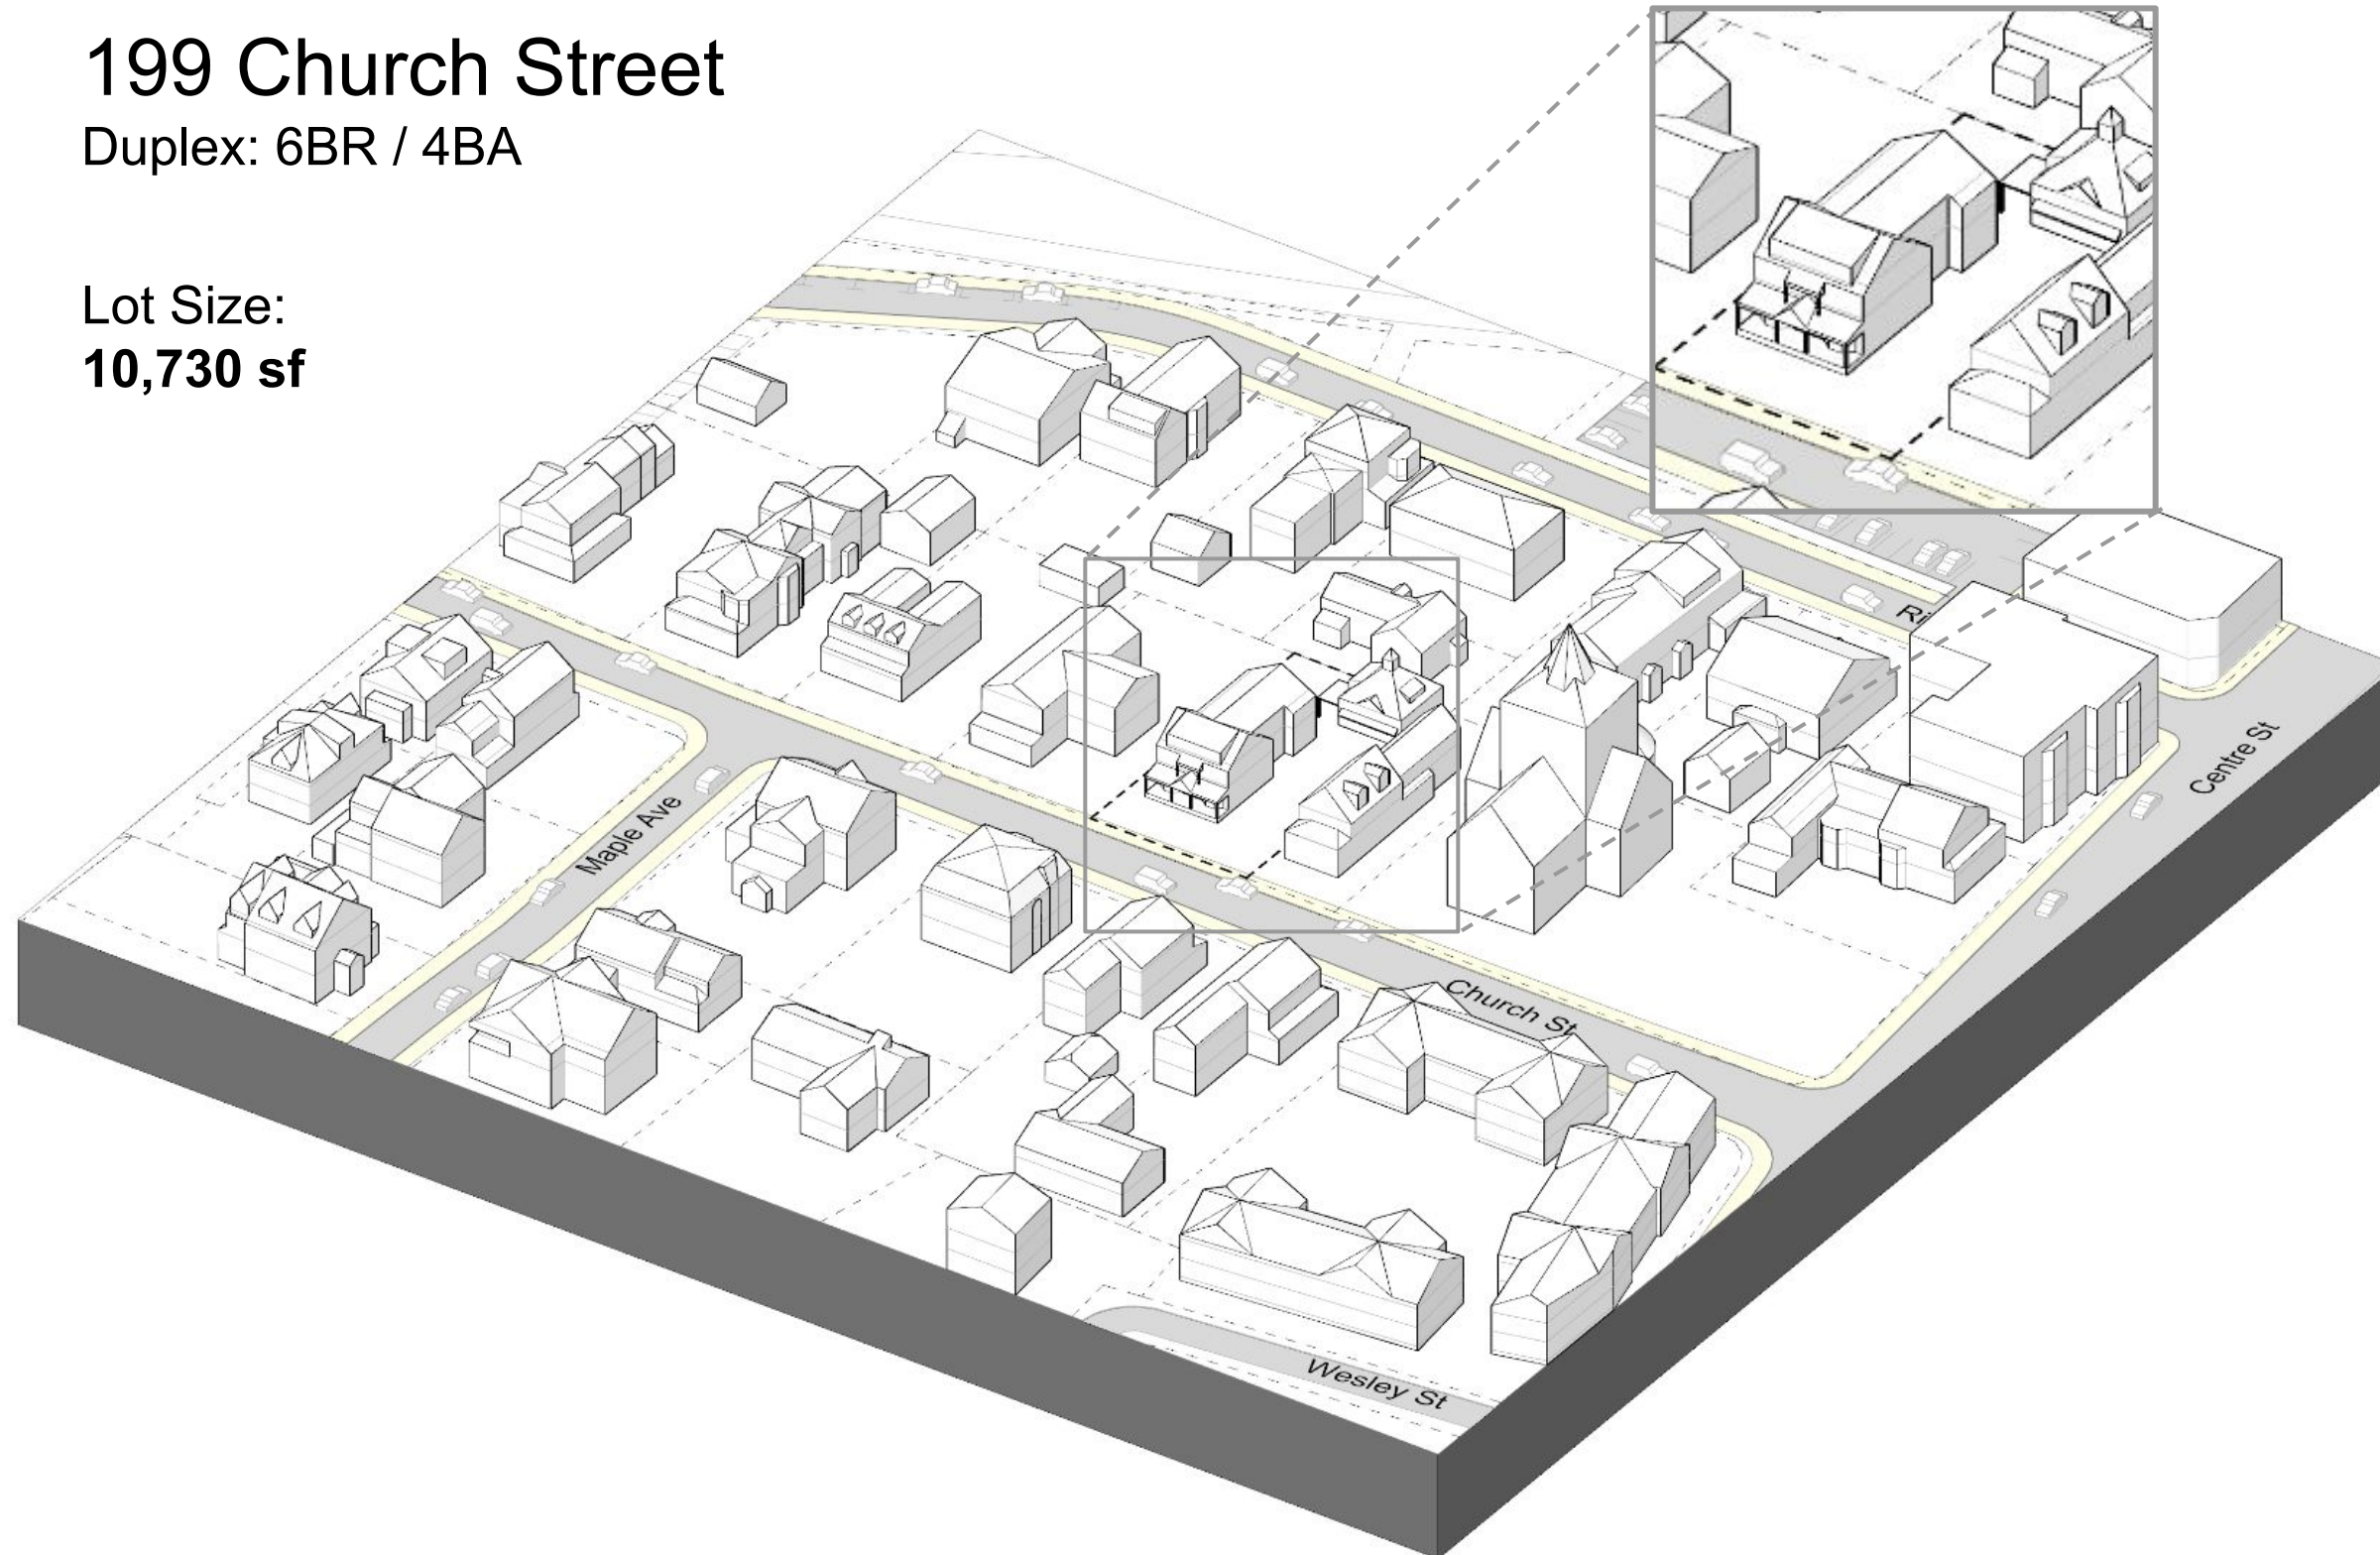 199 Church Street
Duplex: 6BR / 4BA
Lot Size:
10,730 sf
Centre St
Maple Ave
Church St
Wesley St